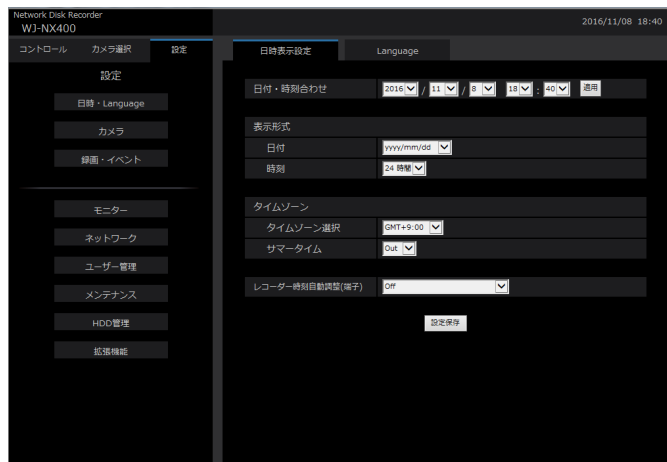 Network Disk Recorder
WJ-NX400
2016/11/08 18:40
コントロール カメラ選択 設定
日時表示設定 Language
設定
日時・Language
カメラ
録画・イベント
モニター
ネットワーク
ユーザー管理
メンテナンス
HDD管理
拡張機能
日付・時刻合わせ 2016 / 11 / 8 18 : 40 適用
表示形式
日付 yyyy/mm/dd
時刻 24 時間
タイムゾーン
タイムゾーン選択 GMT+9:00
サマータイム Out
レコーダー時刻自動調整(端子) Off
設定保存